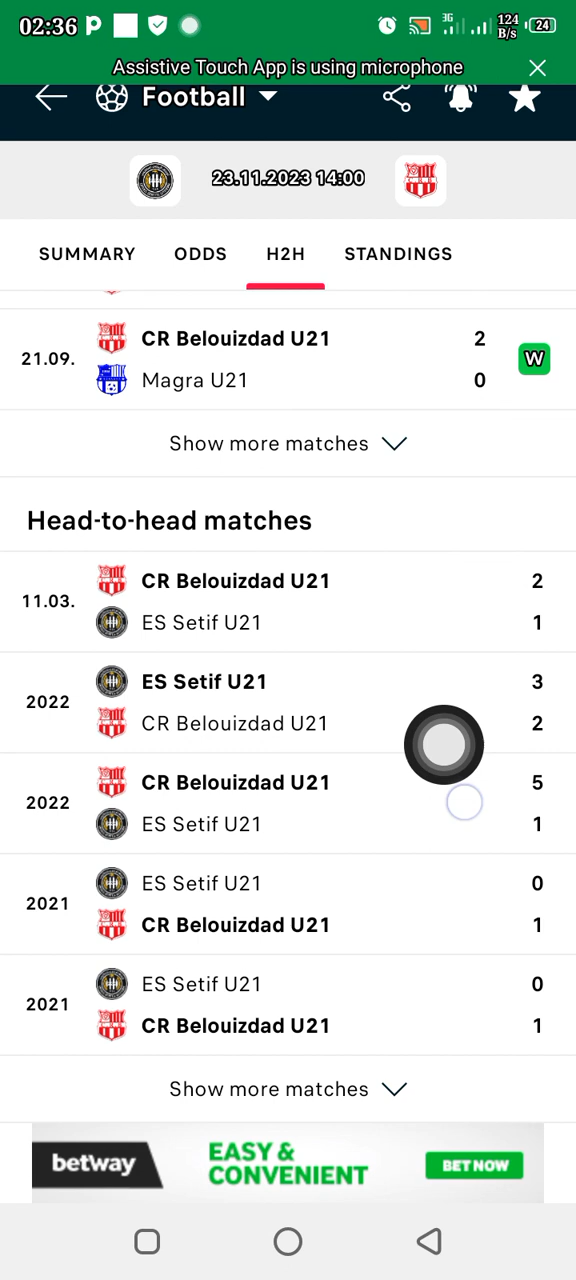 02:36 3G 124 B/s 24
Assistive Touch App is using microphone
Football
23.11.2023 14:00
SUMMARY ODDS H2H STANDINGS
CR Belouizdad U21 2
21.09. W
Magra U21 0
Show more matches
Head-to-head matches
CR Belouizdad U21 2
11.03.
ES Setif U21 1
ES Setif U21 3
2022
CR Belouizdad U21 2
CR Belouizdad U21 5
2022
ES Setif U21 1
ES Setif U21 0
2021
CR Belouizdad U21 1
ES Setif U21 0
2021
CR Belouizdad U21 1
Show more matches
betway EASY & CONVENIENT BET NOW